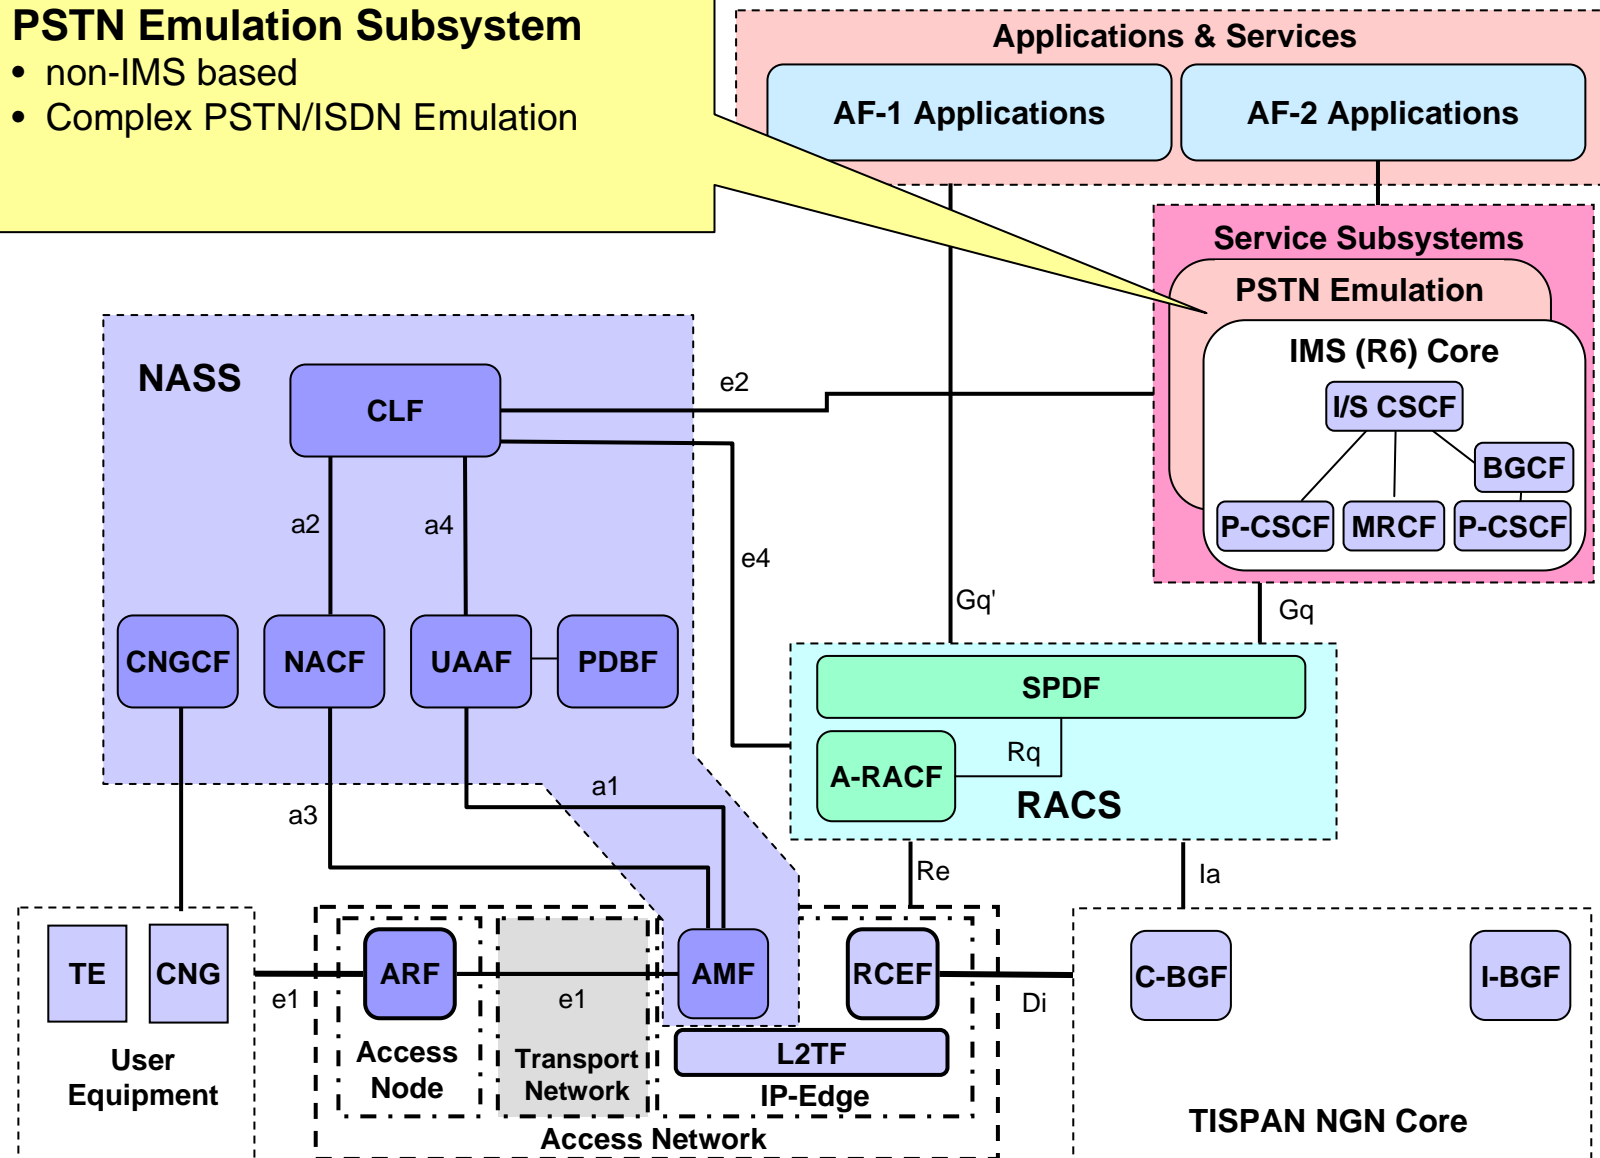 PSTN Emulation Subsystem
• non-IMS based
• Complex PSTN/ISDN Emulation
Applications & Services
AF-1 Applications
AF-2 Applications
Service Subsystems
PSTN Emulation
IMS (R6) Core
I/S CSCF
BGCF
P-CSCF
MRCF
P-CSCF
NASS
CLF
e2
a2
a4
e4
Gq'
Gq
CNGCF
NACF
UAAF
PDBF
SPDF
A-RACF
Rq
RACS
a3
a1
Re
Ia
TE
CNG
e1
ARF
e1
AMF
RCEF
Di
C-BGF
I-BGF
User
Equipment
Access
Node
Transport
Network
L2TF
IP-Edge
Access Network
TISPAN NGN Core